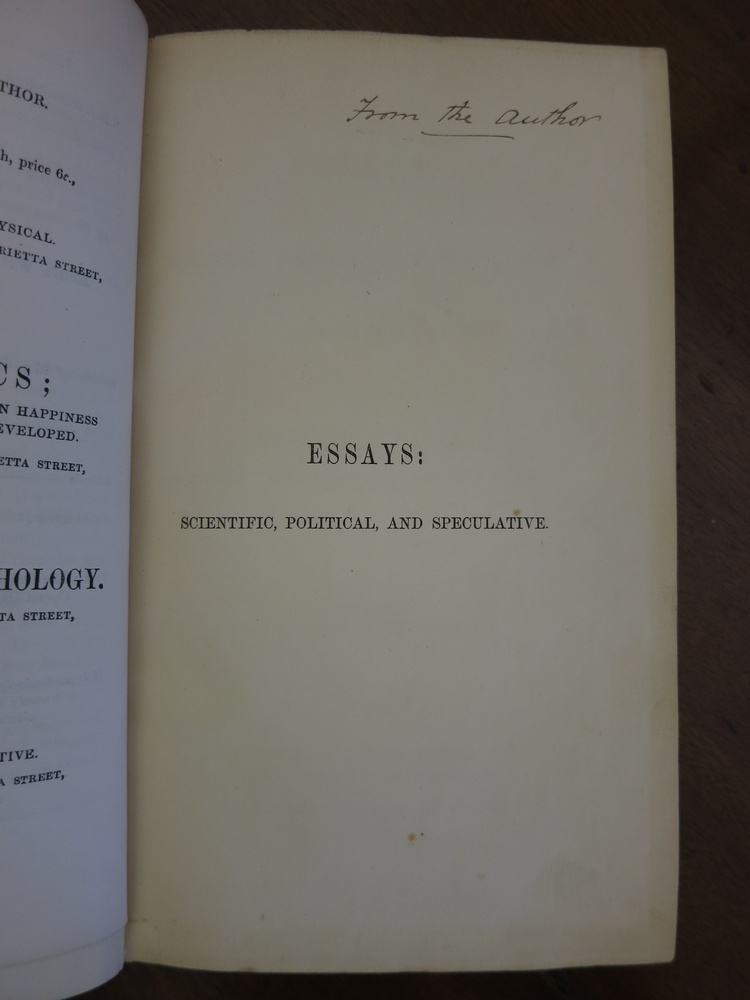 THOR.
h, price 6s.,
YSICAL.
RIETTA STREET,
CS;
N HAPPINESS
EVELOPED.
ETTA STREET,
HOLOGY.
TA STREET,
TIVE.
A STREET,
From the author
ESSAYS:
SCIENTIFIC, POLITICAL, AND SPECULATIVE.